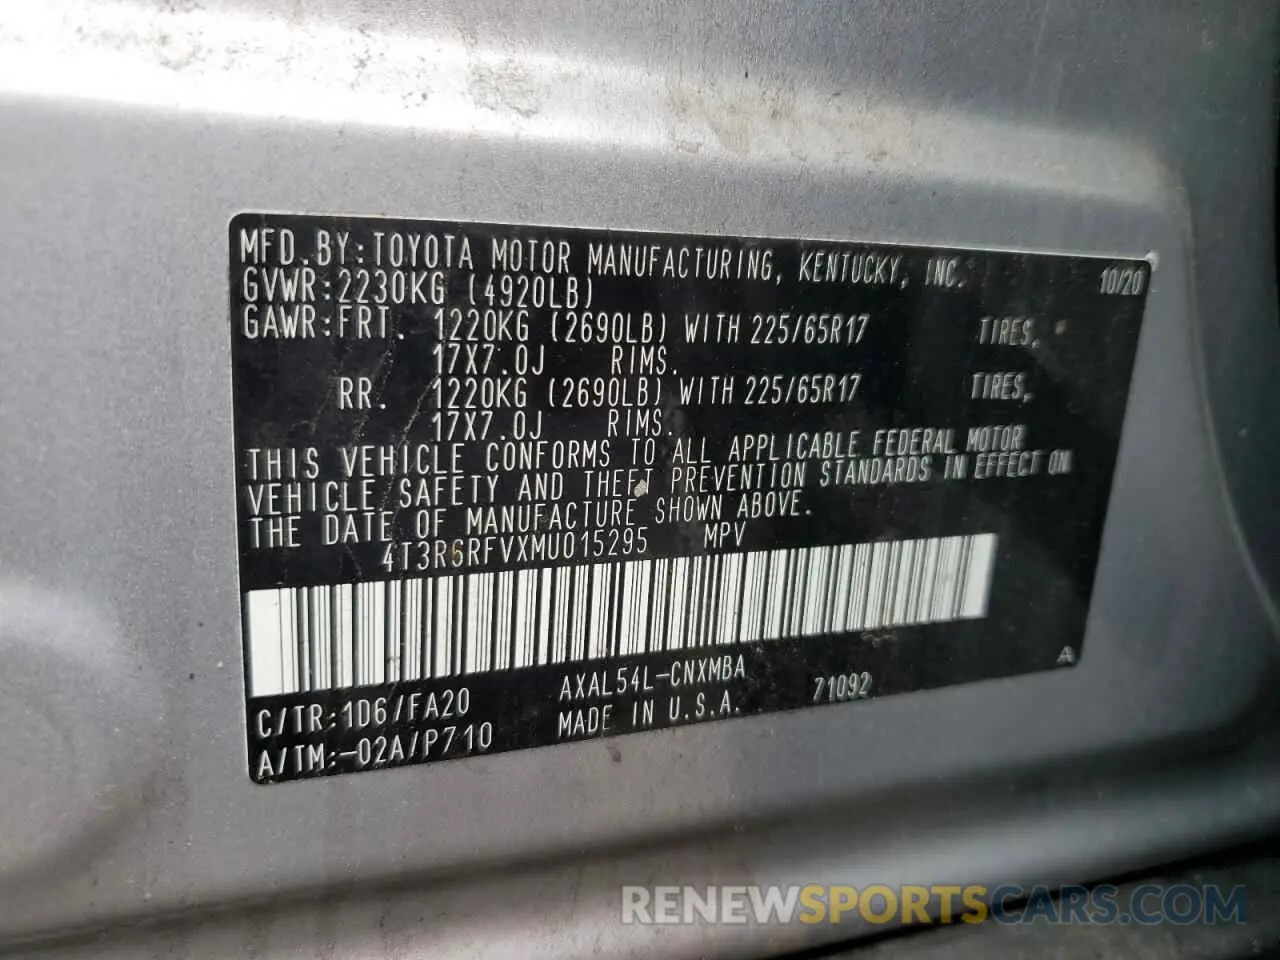 MFD.BY:TOYOTA MOTOR MANUFACTURING, KENTUCKY, INC. 10/20
GVWR:2230KG (4920LB)
GAWR:FRT. 1220KG (2690LB) WITH 225/65R17 TIRES,
17X7.0J RIMS.
RR. 1220KG (2690LB) WITH 225/65R17 TIRES,
17X7.0J RIMS.
THIS VEHICLE CONFORMS TO ALL APPLICABLE FEDERAL MOTOR
VEHICLE SAFETY AND THEFT PREVENTION STANDARDS IN EFFECT ON
THE DATE OF MANUFACTURE SHOWN ABOVE.
4T3R6RFVXMU015295 MPV
C/TR:1D6/FA20 AXAL54L-CNXMBA A
A/TM:-02A/P710 MADE IN U.S.A. 71092
RENEWSPORTSCARS.COM